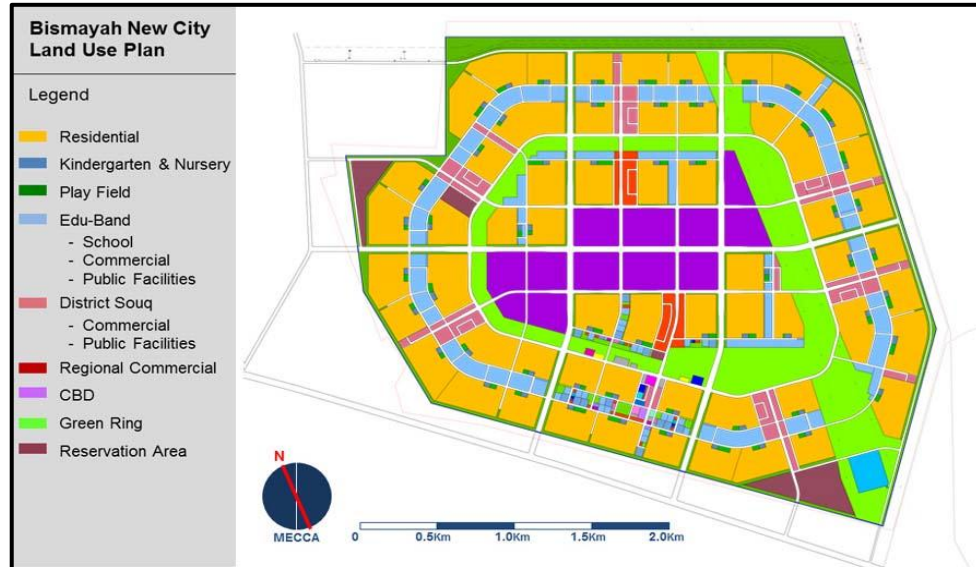 Bismayah New City
Land Use Plan
Legend
Residential
Kindergarten & Nursery
Play Field
Edu-Band
- School
- Commercial
- Public Facilities
District Souq
- Commercial
- Public Facilities
Regional Commercial
CBD
Green Ring
Reservation Area
N
MECCA
0 0.5Km 1.0Km 1.5Km 2.0Km